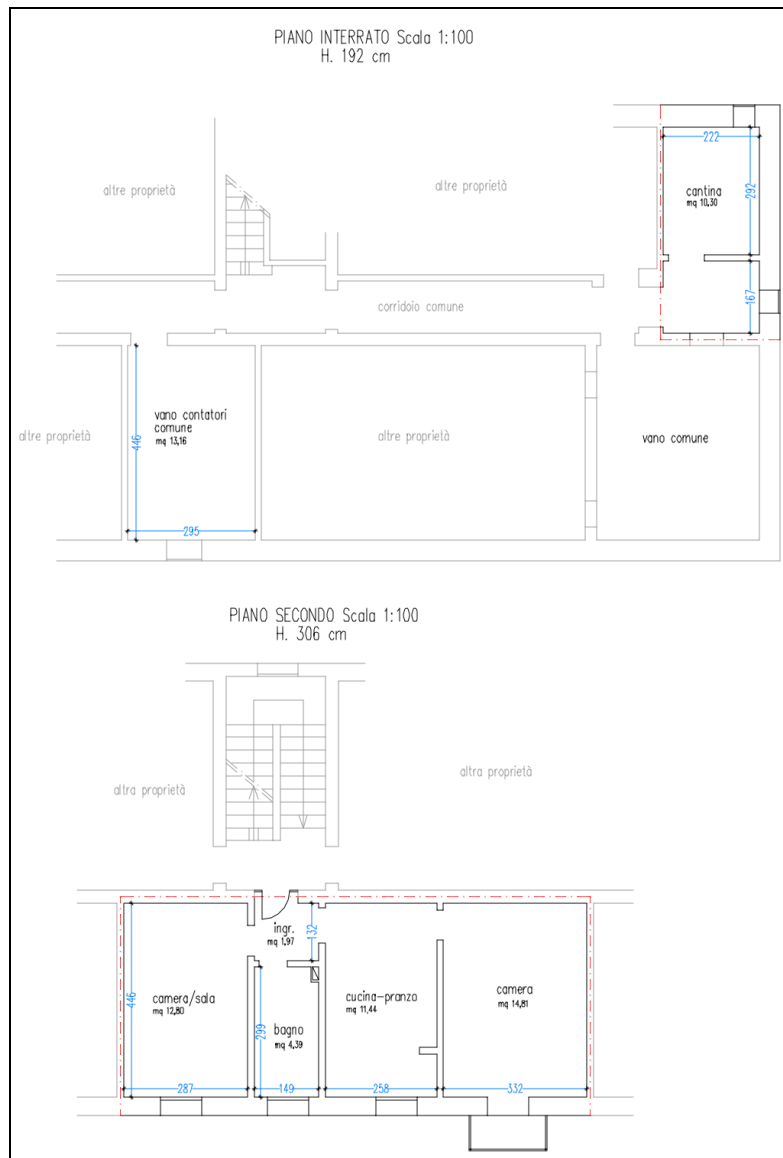 PIANO INTERRATO Scala 1:100
H. 192 cm
222
altre proprietà
altre proprietà
cantina
mq 10,30
292
corridoio comune
167
vano contatori
comune
mq 13,16
446
altre proprietà
altre proprietà
vano comune
295
PIANO SECONDO Scala 1:100
H. 306 cm
altra proprietà
altra proprietà
ingr.
mq 1,97
132
446
camera/sala
mq 12,80
cucina-pranzo
mq 11,44
camera
mq 14,81
299
bagno
mq 4,39
287
149
258
332